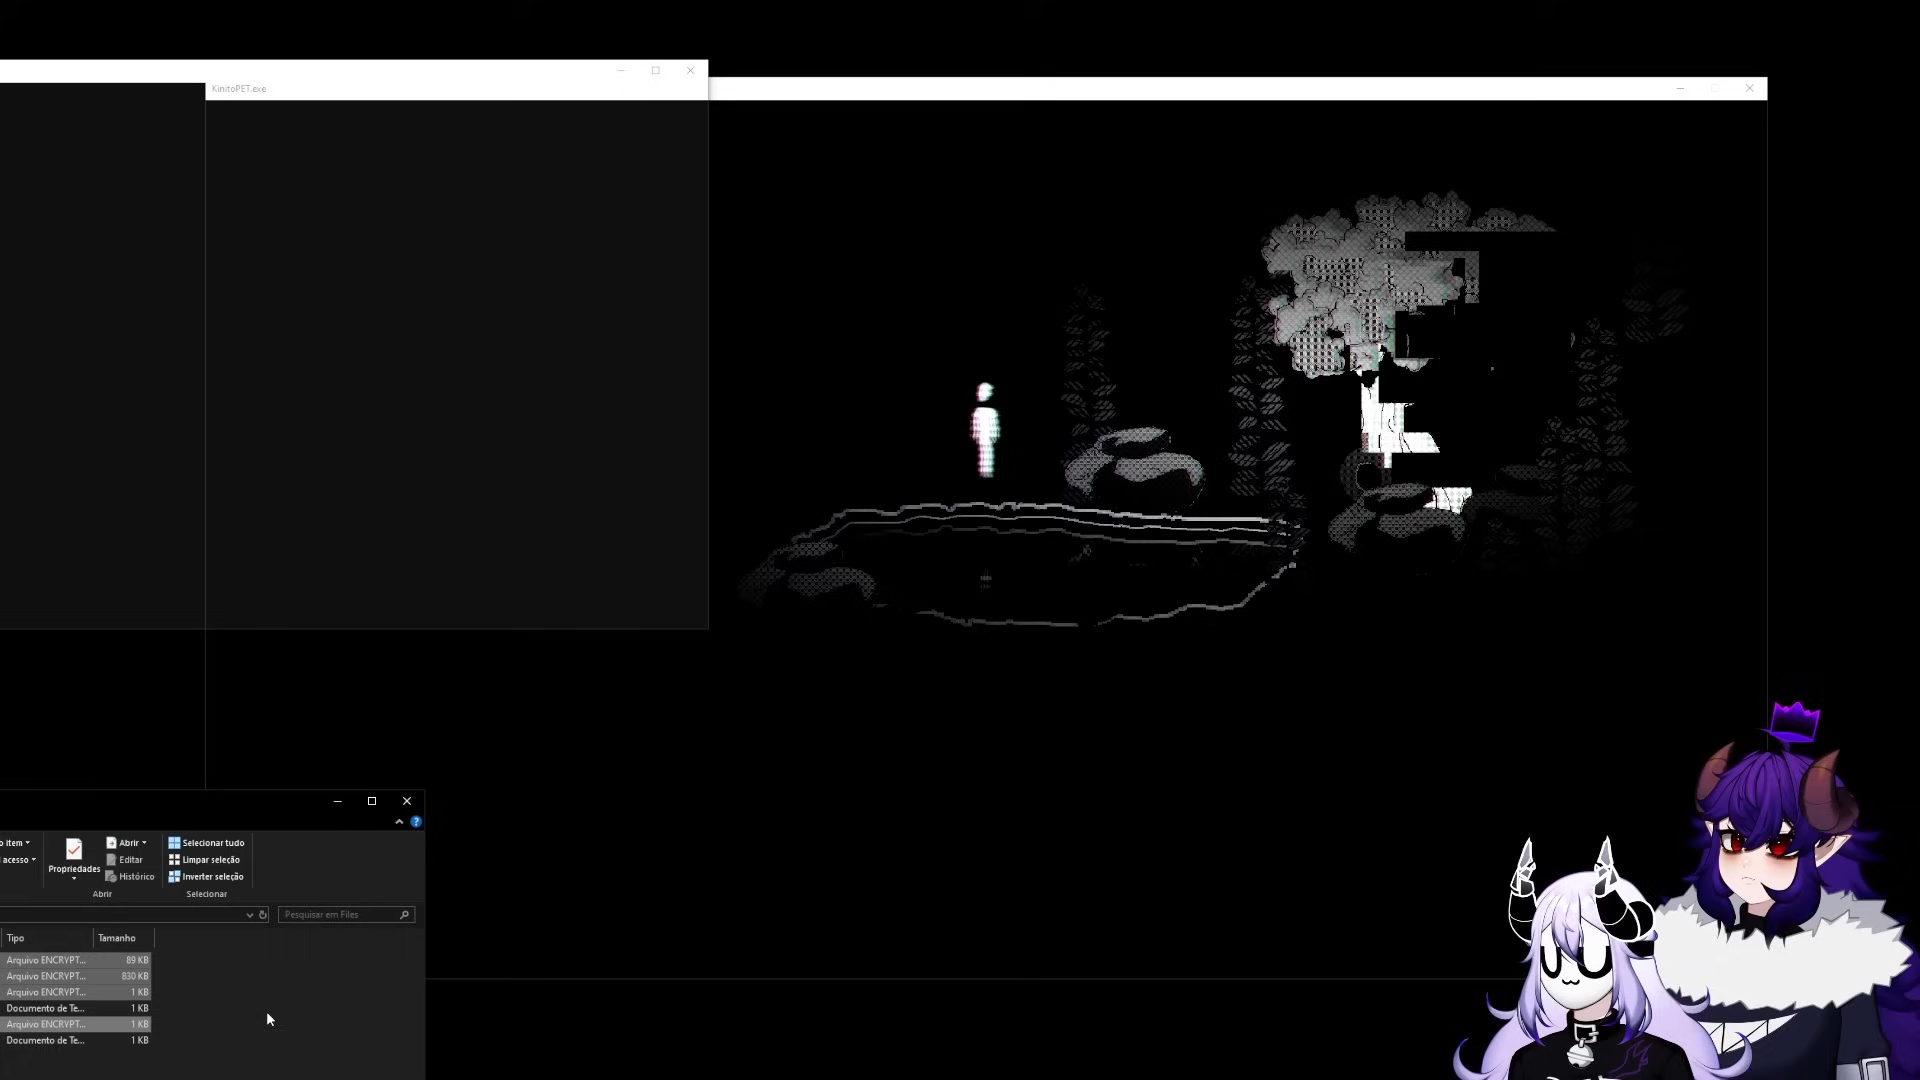 KinitoPET.exe
o item
Abrir
Selecionar tudo
l acesso
Propriedades
Editar
Limpar seleção
Histórico
Inverter seleção
Abrir
Selecionar
Pesquisar em Files
Tipo
Tamanho
Arquivo ENCRYPT...
89 KB
Arquivo ENCRYPT...
830 KB
Arquivo ENCRYPT...
1 KB
Documento de Te...
1 KB
Arquivo ENCRYPT...
1 KB
Documento de Te...
1 KB